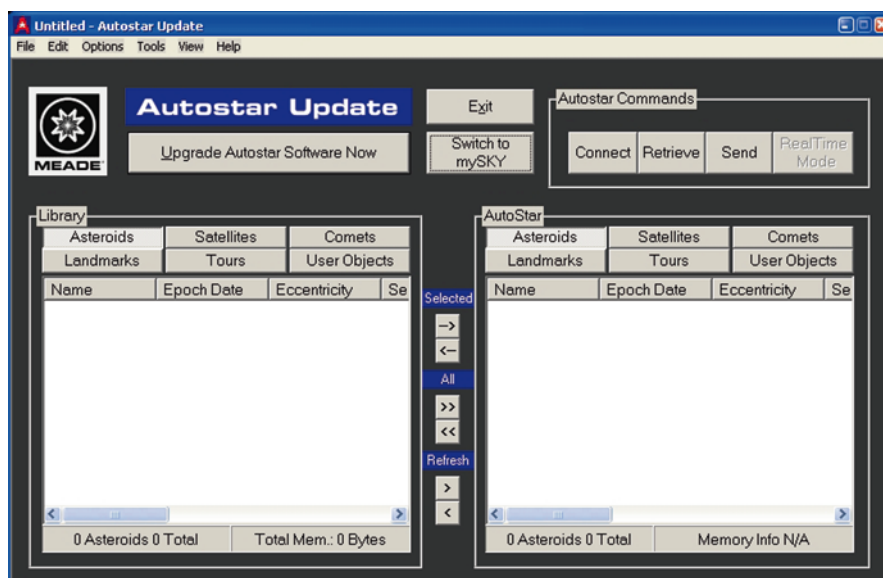 Untitled - Autostar Update
File Edit Options Tools View Help
Autostar Update
Upgrade Autostar Software Now
MEADE
Exit
Switch to
mySKY
Autostar Commands
Connect Retrieve Send RealTime
Mode
Library
Asteroids Satellites Comets
Landmarks Tours User Objects
Name Epoch Date Eccentricity Se
0 Asteroids 0 Total Total Mem.: 0 Bytes
Selected
-->
<--
All
>>
<<
Refresh
>
<
AutoStar
Asteroids Satellites Comets
Landmarks Tours User Objects
Name Epoch Date Eccentricity Se
0 Asteroids 0 Total Memory Info N/A